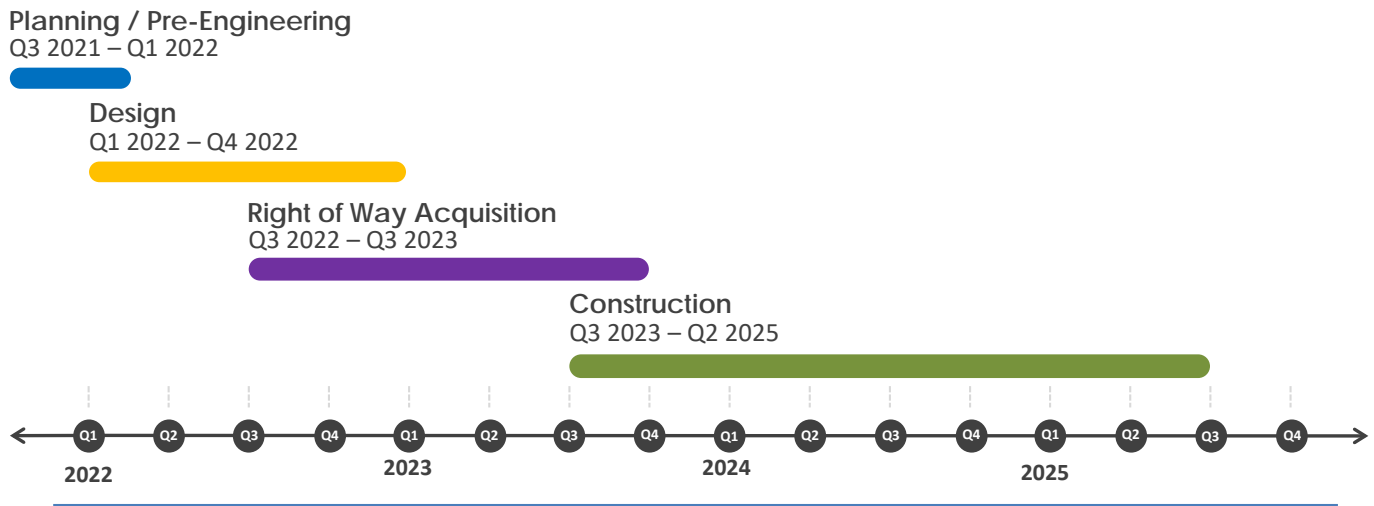 Planning / Pre-Engineering
Q3 2021 – Q1 2022
Design
Q1 2022 – Q4 2022
Right of Way Acquisition
Q3 2022 – Q3 2023
Construction
Q3 2023 – Q2 2025
Q1 Q2 Q3 Q4 Q1 Q2 Q3 Q4 Q1 Q2 Q3 Q4 Q1 Q2 Q3 Q4
2022 2023 2024 2025